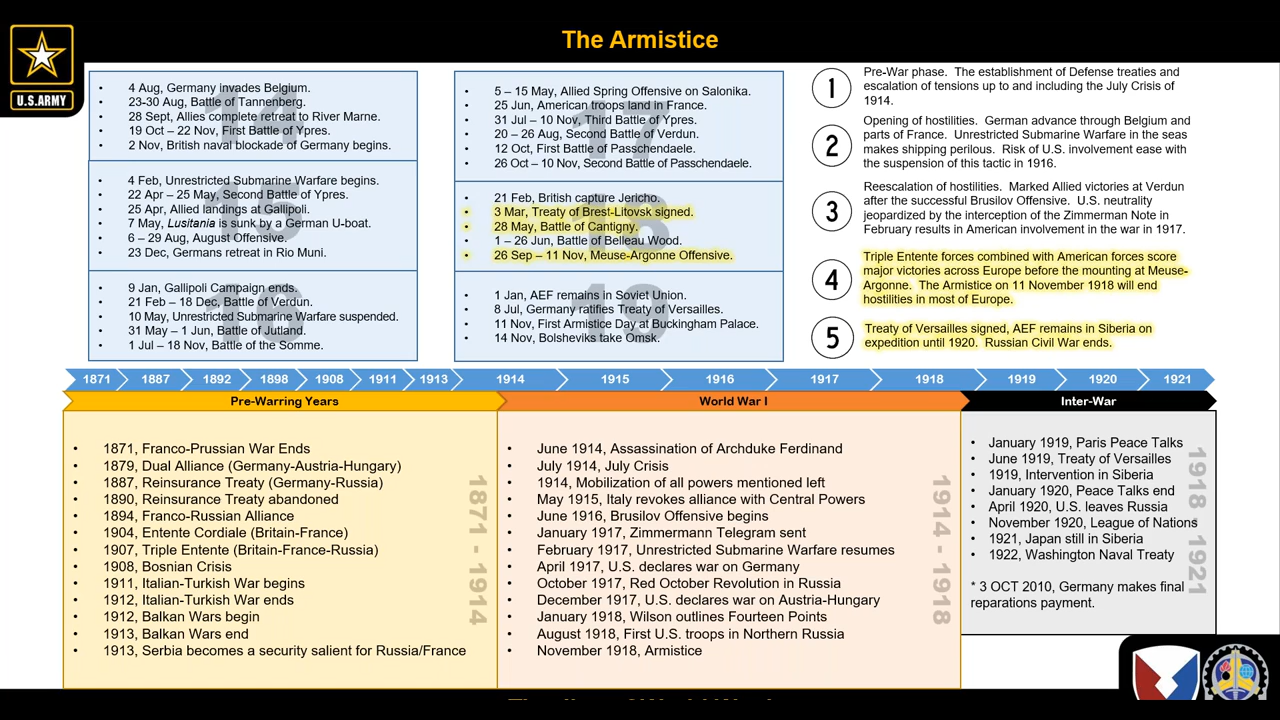 The Armistice
U.S.ARMY
14
• 4 Aug, Germany invades Belgium.
• 23-30 Aug, Battle of Tannenberg.
• 28 Sept, Allies complete retreat to River Marne.
• 19 Oct – 22 Nov, First Battle of Ypres.
• 2 Nov, British naval blockade of Germany begins.
15
• 4 Feb, Unrestricted Submarine Warfare begins.
• 22 Apr – 25 May, Second Battle of Ypres.
• 25 Apr, Allied landings at Gallipoli.
• 7 May, Lusitania is sunk by a German U-boat.
• 6 – 29 Aug, August Offensive.
• 23 Dec, Germans retreat in Rio Muni.
16
• 9 Jan, Gallipoli Campaign ends.
• 21 Feb – 18 Dec, Battle of Verdun.
• 10 May, Unrestricted Submarine Warfare suspended.
• 31 May – 1 Jun, Battle of Jutland.
• 1 Jul – 18 Nov, Battle of the Somme.
17
• 5 – 15 May, Allied Spring Offensive on Salonika.
• 25 Jun, American troops land in France.
• 31 Jul – 10 Nov, Third Battle of Ypres.
• 20 – 26 Aug, Second Battle of Verdun.
• 12 Oct, First Battle of Passchendaele.
• 26 Oct – 10 Nov, Second Battle of Passchendaele.
18
• 21 Feb, British capture Jericho.
• 3 Mar, Treaty of Brest-Litovsk signed.
• 28 May, Battle of Cantigny.
• 1 – 26 Jun, Battle of Belleau Wood.
• 26 Sep – 11 Nov, Meuse-Argonne Offensive.
19
• 1 Jan, AEF remains in Soviet Union.
• 8 Jul, Germany ratifies Treaty of Versailles.
• 11 Nov, First Armistice Day at Buckingham Palace.
• 14 Nov, Bolsheviks take Omsk.
1
Pre-War phase. The establishment of Defense treaties and
escalation of tensions up to and including the July Crisis of
1914.
2
Opening of hostilities. German advance through Belgium and
parts of France. Unrestricted Submarine Warfare in the seas
makes shipping perilous. Risk of U.S. involvement ease with
the suspension of this tactic in 1916.
3
Reescalation of hostilities. Marked Allied victories at Verdun
after the successful Brusilov Offensive. U.S. neutrality
jeopardized by the interception of the Zimmerman Note in
February results in American involvement in the war in 1917.
4
Triple Entente forces combined with American forces score
major victories across Europe before the mounting at Meuse-
Argonne. The Armistice on 11 November 1918 will end
hostilities in most of Europe.
5
Treaty of Versailles signed, AEF remains in Siberia on
expedition until 1920. Russian Civil War ends.
1871 1887 1892 1898 1908 1911 1913 1914 1915 1916 1917 1918 1919 1920 1921
Pre-Warring Years
World War I
Inter-War
• 1871, Franco-Prussian War Ends
• 1879, Dual Alliance (Germany-Austria-Hungary)
• 1887, Reinsurance Treaty (Germany-Russia)
• 1890, Reinsurance Treaty abandoned
• 1894, Franco-Russian Alliance
• 1904, Entente Cordiale (Britain-France)
• 1907, Triple Entente (Britain-France-Russia)
• 1908, Bosnian Crisis
• 1911, Italian-Turkish War begins
• 1912, Italian-Turkish War ends
• 1912, Balkan Wars begin
• 1913, Balkan Wars end
• 1913, Serbia becomes a security salient for Russia/France
1871 - 1914
• June 1914, Assassination of Archduke Ferdinand
• July 1914, July Crisis
• 1914, Mobilization of all powers mentioned left
• May 1915, Italy revokes alliance with Central Powers
• June 1916, Brusilov Offensive begins
• January 1917, Zimmermann Telegram sent
• February 1917, Unrestricted Submarine Warfare resumes
• April 1917, U.S. declares war on Germany
• October 1917, Red October Revolution in Russia
• December 1917, U.S. declares war on Austria-Hungary
• January 1918, Wilson outlines Fourteen Points
• August 1918, First U.S. troops in Northern Russia
• November 1918, Armistice
1914 - 1918
• January 1919, Paris Peace Talks
• June 1919, Treaty of Versailles
• 1919, Intervention in Siberia
• January 1920, Peace Talks end
• April 1920, U.S. leaves Russia
• November 1920, League of Nations
• 1921, Japan still in Siberia
• 1922, Washington Naval Treaty
* 3 OCT 2010, Germany makes final
reparations payment.
1918 - 1921